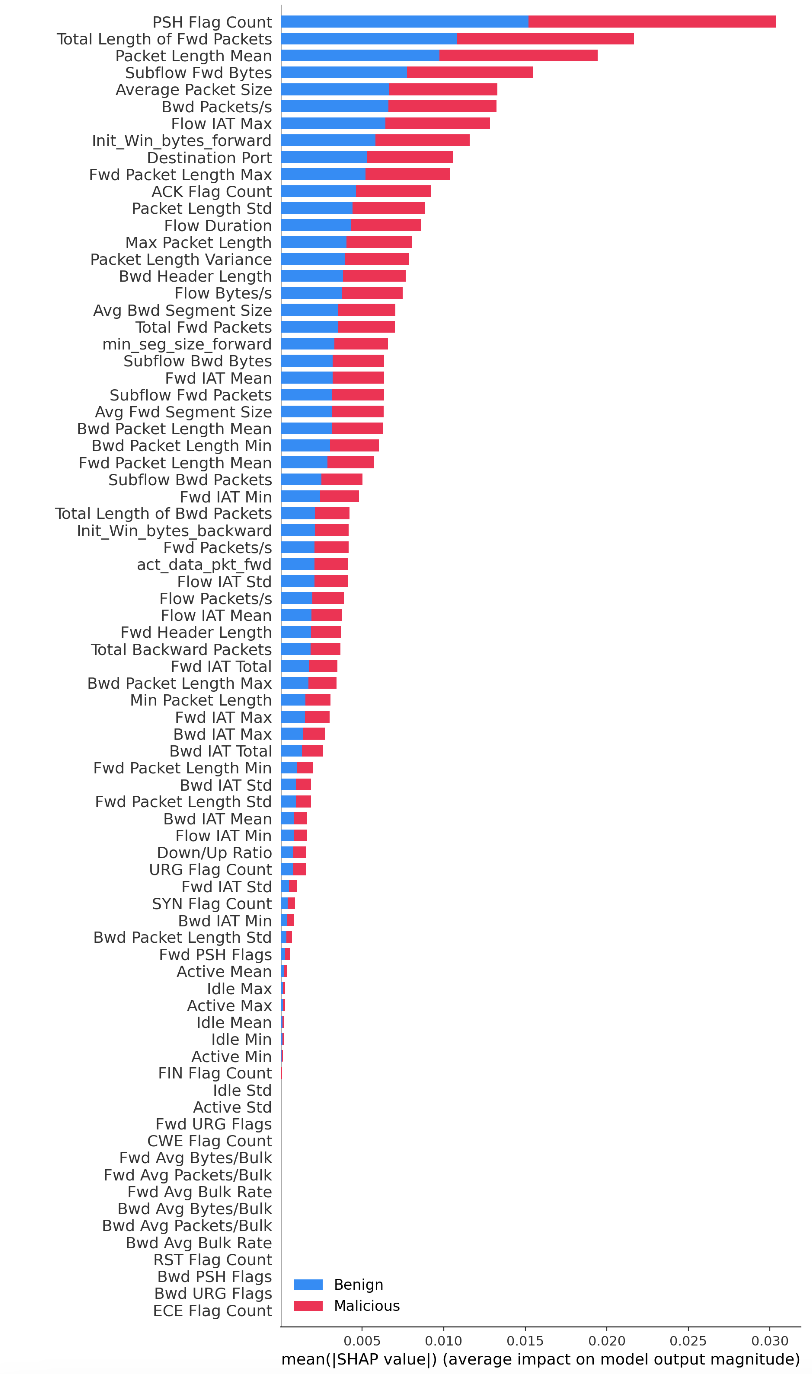 PSH Flag Count
Total Length of Fwd Packets
Packet Length Mean
Subflow Fwd Bytes
Average Packet Size
Bwd Packets/s
Flow IAT Max
Init_Win_bytes_forward
Destination Port
Fwd Packet Length Max
ACK Flag Count
Packet Length Std
Flow Duration
Max Packet Length
Packet Length Variance
Bwd Header Length
Flow Bytes/s
Avg Bwd Segment Size
Total Fwd Packets
min_seg_size_forward
Subflow Bwd Bytes
Fwd IAT Mean
Subflow Fwd Packets
Avg Fwd Segment Size
Bwd Packet Length Mean
Bwd Packet Length Min
Fwd Packet Length Mean
Subflow Bwd Packets
Fwd IAT Min
Total Length of Bwd Packets
Init_Win_bytes_backward
Fwd Packets/s
act_data_pkt_fwd
Flow IAT Std
Flow Packets/s
Flow IAT Mean
Fwd Header Length
Total Backward Packets
Fwd IAT Total
Bwd Packet Length Max
Min Packet Length
Fwd IAT Max
Bwd IAT Max
Bwd IAT Total
Fwd Packet Length Min
Bwd IAT Std
Fwd Packet Length Std
Bwd IAT Mean
Flow IAT Min
Down/Up Ratio
URG Flag Count
Fwd IAT Std
SYN Flag Count
Bwd IAT Min
Bwd Packet Length Std
Fwd PSH Flags
Active Mean
Idle Max
Active Max
Idle Mean
Idle Min
Active Min
FIN Flag Count
Idle Std
Active Std
Fwd URG Flags
CWE Flag Count
Fwd Avg Bytes/Bulk
Fwd Avg Packets/Bulk
Fwd Avg Bulk Rate
Bwd Avg Bytes/Bulk
Bwd Avg Packets/Bulk
Bwd Avg Bulk Rate
RST Flag Count
Bwd PSH Flags
Bwd URG Flags
ECE Flag Count
Benign
Malicious
0.005 0.010 0.015 0.020 0.025 0.030
mean(|SHAP value|) (average impact on model output magnitude)